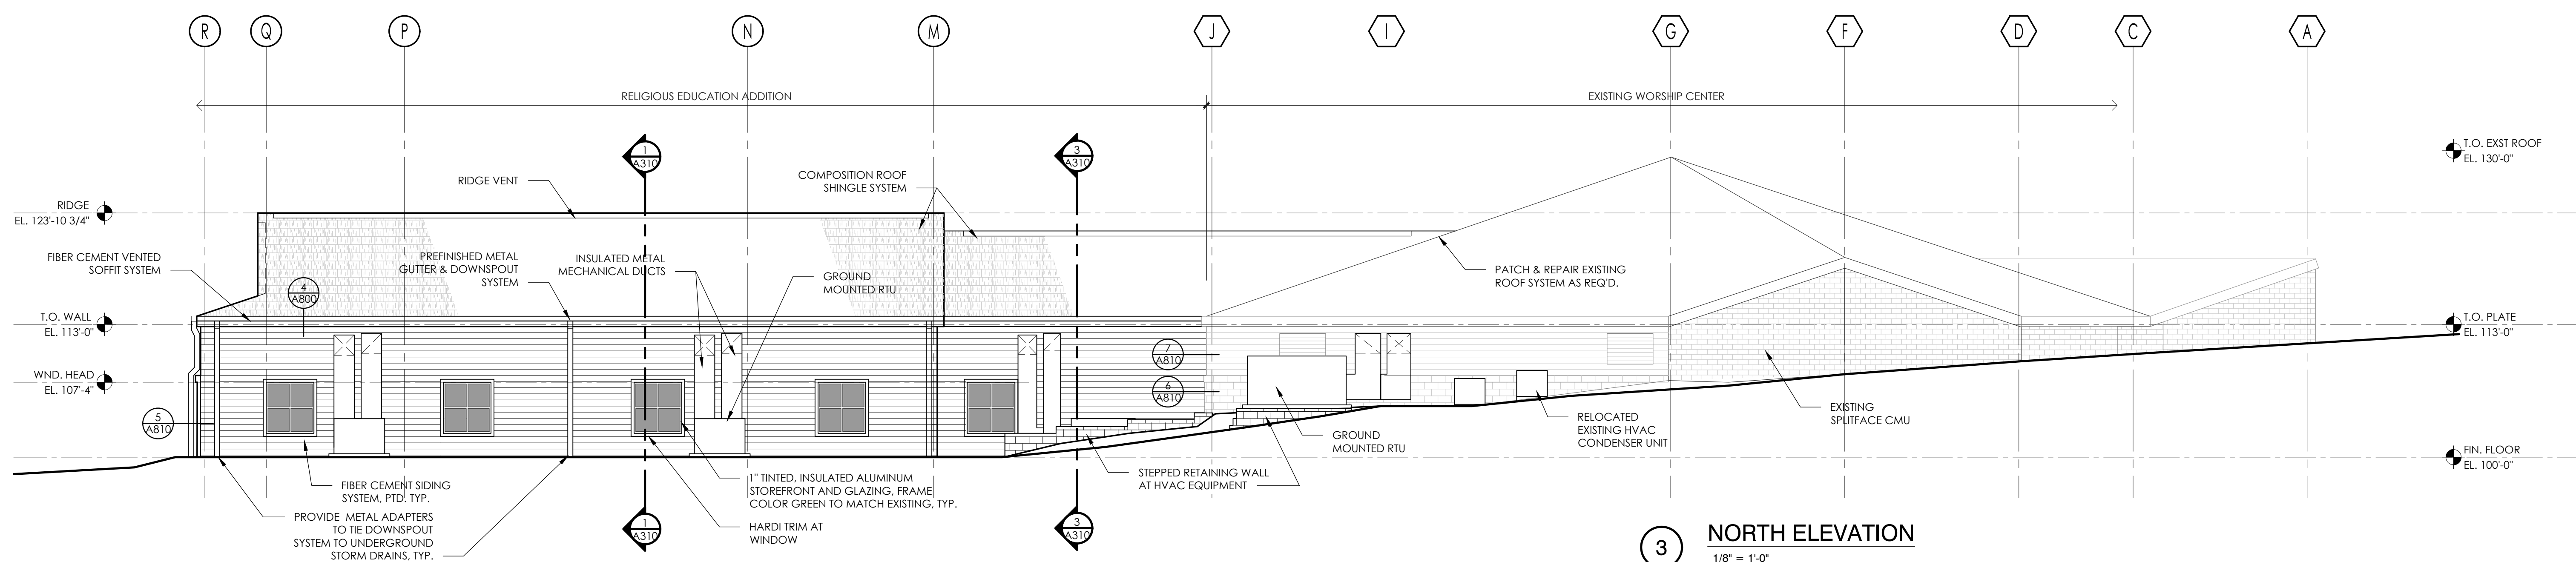 R Q P N M J I G F D C A
RELIGIOUS EDUCATION ADDITION
EXISTING WORSHIP CENTER
1
A310
3
A310
T.O. EXST ROOF
EL. 130'-0"
RIDGE VENT
COMPOSITION ROOF
SHINGLE SYSTEM
RIDGE
EL. 123'-10 3/4"
FIBER CEMENT VENTED
SOFFIT SYSTEM
4
A800
PREFINISHED METAL
GUTTER & DOWNSPOUT
SYSTEM
INSULATED METAL
MECHANICAL DUCTS
GROUND
MOUNTED RTU
PATCH & REPAIR EXISTING
ROOF SYSTEM AS REQ'D.
T.O. WALL
EL. 113'-0"
T.O. PLATE
EL. 113'-0"
7
A810
WND. HEAD
EL. 107'-4"
6
A810
5
A810
GROUND
MOUNTED RTU
RELOCATED
EXISTING HVAC
CONDENSER UNIT
EXISTING
SPLITFACE CMU
FIN. FLOOR
EL. 100'-0"
FIBER CEMENT SIDING
SYSTEM, PTD. TYP.
1" TINTED, INSULATED ALUMINUM
STOREFRONT AND GLAZING, FRAME
COLOR GREEN TO MATCH EXISTING, TYP.
STEPPED RETAINING WALL
AT HVAC EQUIPMENT
PROVIDE METAL ADAPTERS
TO TIE DOWNSPOUT
SYSTEM TO UNDERGROUND
STORM DRAINS, TYP.
HARDI TRIM AT
WINDOW
1
A310
3
A310
3
NORTH ELEVATION
1/8" = 1'-0"